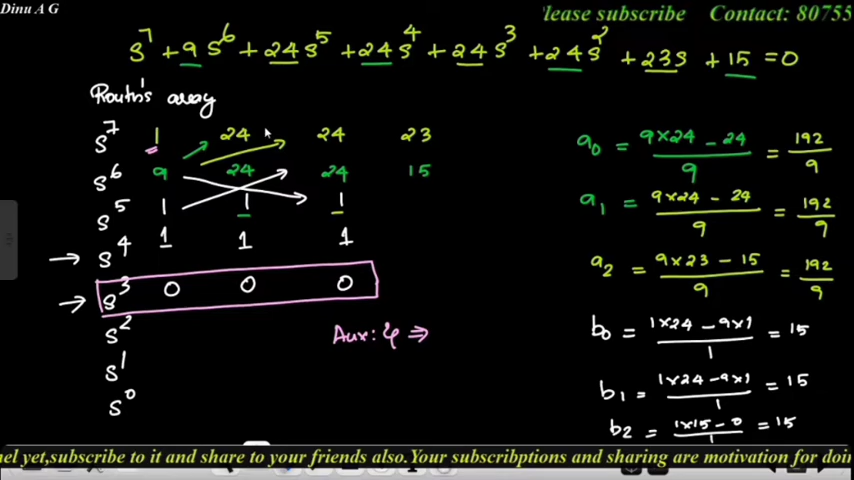 Dinu A G
lease subscribe Contact: 80755
s⁷ + 9s⁶ + 24s⁵ + 24s⁴ + 24s³ + 24s² + 23s + 15 = 0
Routh's array
s⁷ 1 24 24 23
s⁶ 9 24 24 15
s⁵ 1 1 1
s⁴ 1 1 1
→ s³ 0 0 0
s²
s¹
s⁰
Aux: ⇒
a₀ = (9×24 - 24)/9 = 192/9
a₁ = (9×24 - 24)/9 = 192/9
a₂ = (9×23 - 15)/9 = 192/9
b₀ = (1×24 - 9×1)/1 = 15
b₁ = (1×24 - 9×1)/1 = 15
b₂ = (1×15 - 0)/1 = 15
nel yet,subscribe to it and share to your friends also.Your subscribptions and sharing are motivation for doin